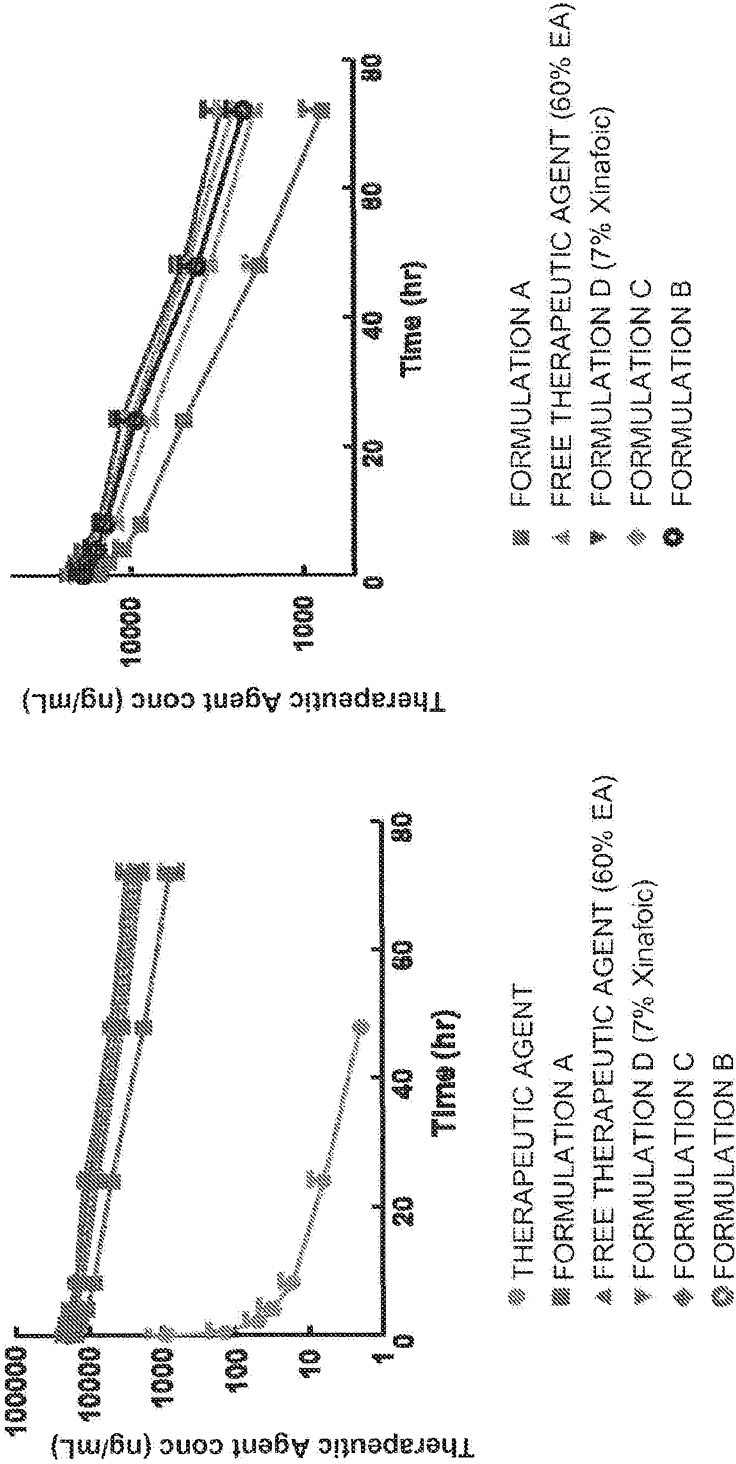 Therapeutic Agent conc (ng/mL)
100000
10000
1000
100
10
1
0
20
40
60
80
Time (hr)
THERAPEUTIC AGENT
FORMULATION A
FREE THERAPEUTIC AGENT (60% EA)
FORMULATION D (7% Xinafoic)
FORMULATION C
FORMULATION B
Therapeutic Agent conc (ng/mL)
10000
1000
0
20
40
60
80
Time (hr)
FORMULATION A
FREE THERAPEUTIC AGENT (60% EA)
FORMULATION D (7% Xinafoic)
FORMULATION C
FORMULATION B